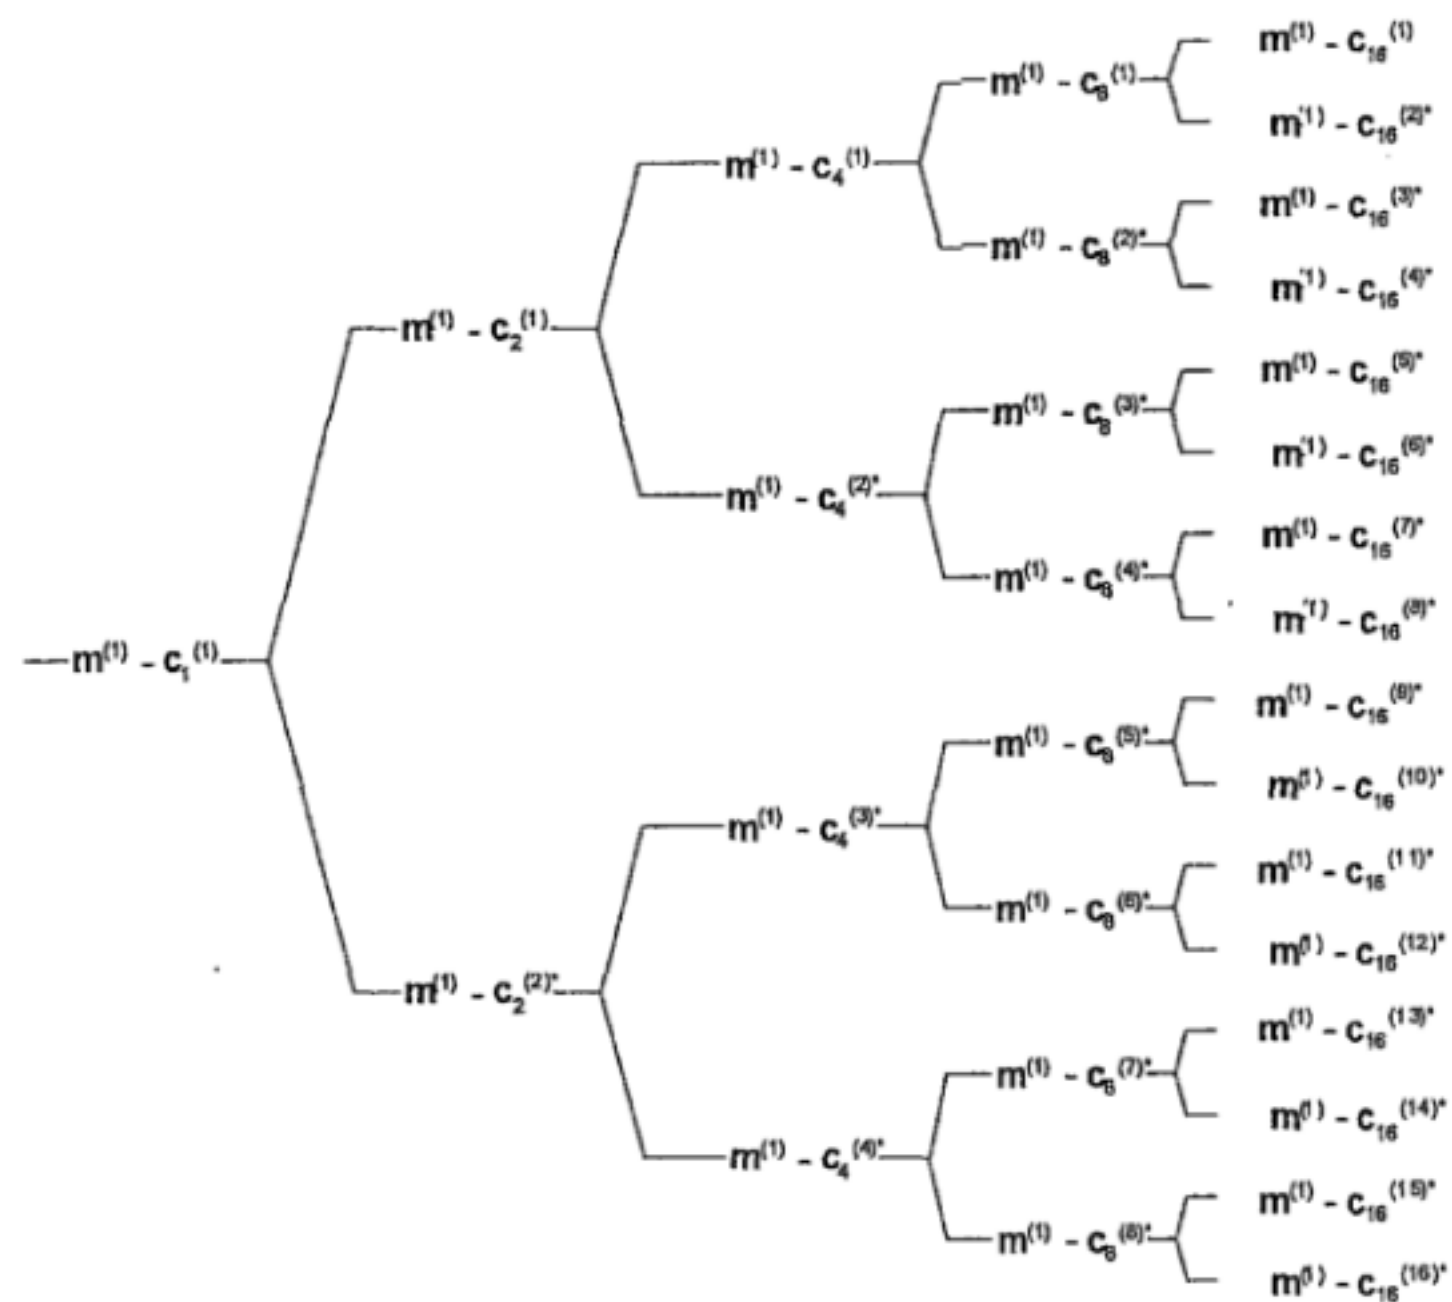 m⁽¹⁾ - c₁⁽¹⁾
m⁽¹⁾ - c₂⁽¹⁾
m⁽¹⁾ - c₂⁽²⁾*
m⁽¹⁾ - c₄⁽¹⁾
m⁽¹⁾ - c₄⁽²⁾*
m⁽¹⁾ - c₄⁽³⁾*
m⁽¹⁾ - c₄⁽⁴⁾*
m⁽¹⁾ - c₈⁽¹⁾
m⁽¹⁾ - c₈⁽²⁾*
m⁽¹⁾ - c₈⁽³⁾*
m⁽¹⁾ - c₈⁽⁴⁾*
m⁽¹⁾ - c₈⁽⁵⁾*
m⁽¹⁾ - c₈⁽⁶⁾*
m⁽¹⁾ - c₈⁽⁷⁾*
m⁽¹⁾ - c₈⁽⁸⁾*
m⁽¹⁾ - c₁₆⁽¹⁾
m⁽¹⁾ - c₁₆⁽²⁾*
m⁽¹⁾ - c₁₆⁽³⁾*
m⁽¹⁾ - c₁₆⁽⁴⁾*
m⁽¹⁾ - c₁₆⁽⁵⁾*
m⁽¹⁾ - c₁₆⁽⁶⁾*
m⁽¹⁾ - c₁₆⁽⁷⁾*
m⁽¹⁾ - c₁₆⁽⁸⁾*
m⁽¹⁾ - c₁₆⁽⁹⁾*
m⁽¹⁾ - c₁₆⁽¹⁰⁾*
m⁽¹⁾ - c₁₆⁽¹¹⁾*
m⁽¹⁾ - c₁₆⁽¹²⁾*
m⁽¹⁾ - c₁₆⁽¹³⁾*
m⁽¹⁾ - c₁₆⁽¹⁴⁾*
m⁽¹⁾ - c₁₆⁽¹⁵⁾*
m⁽¹⁾ - c₁₆⁽¹⁶⁾*